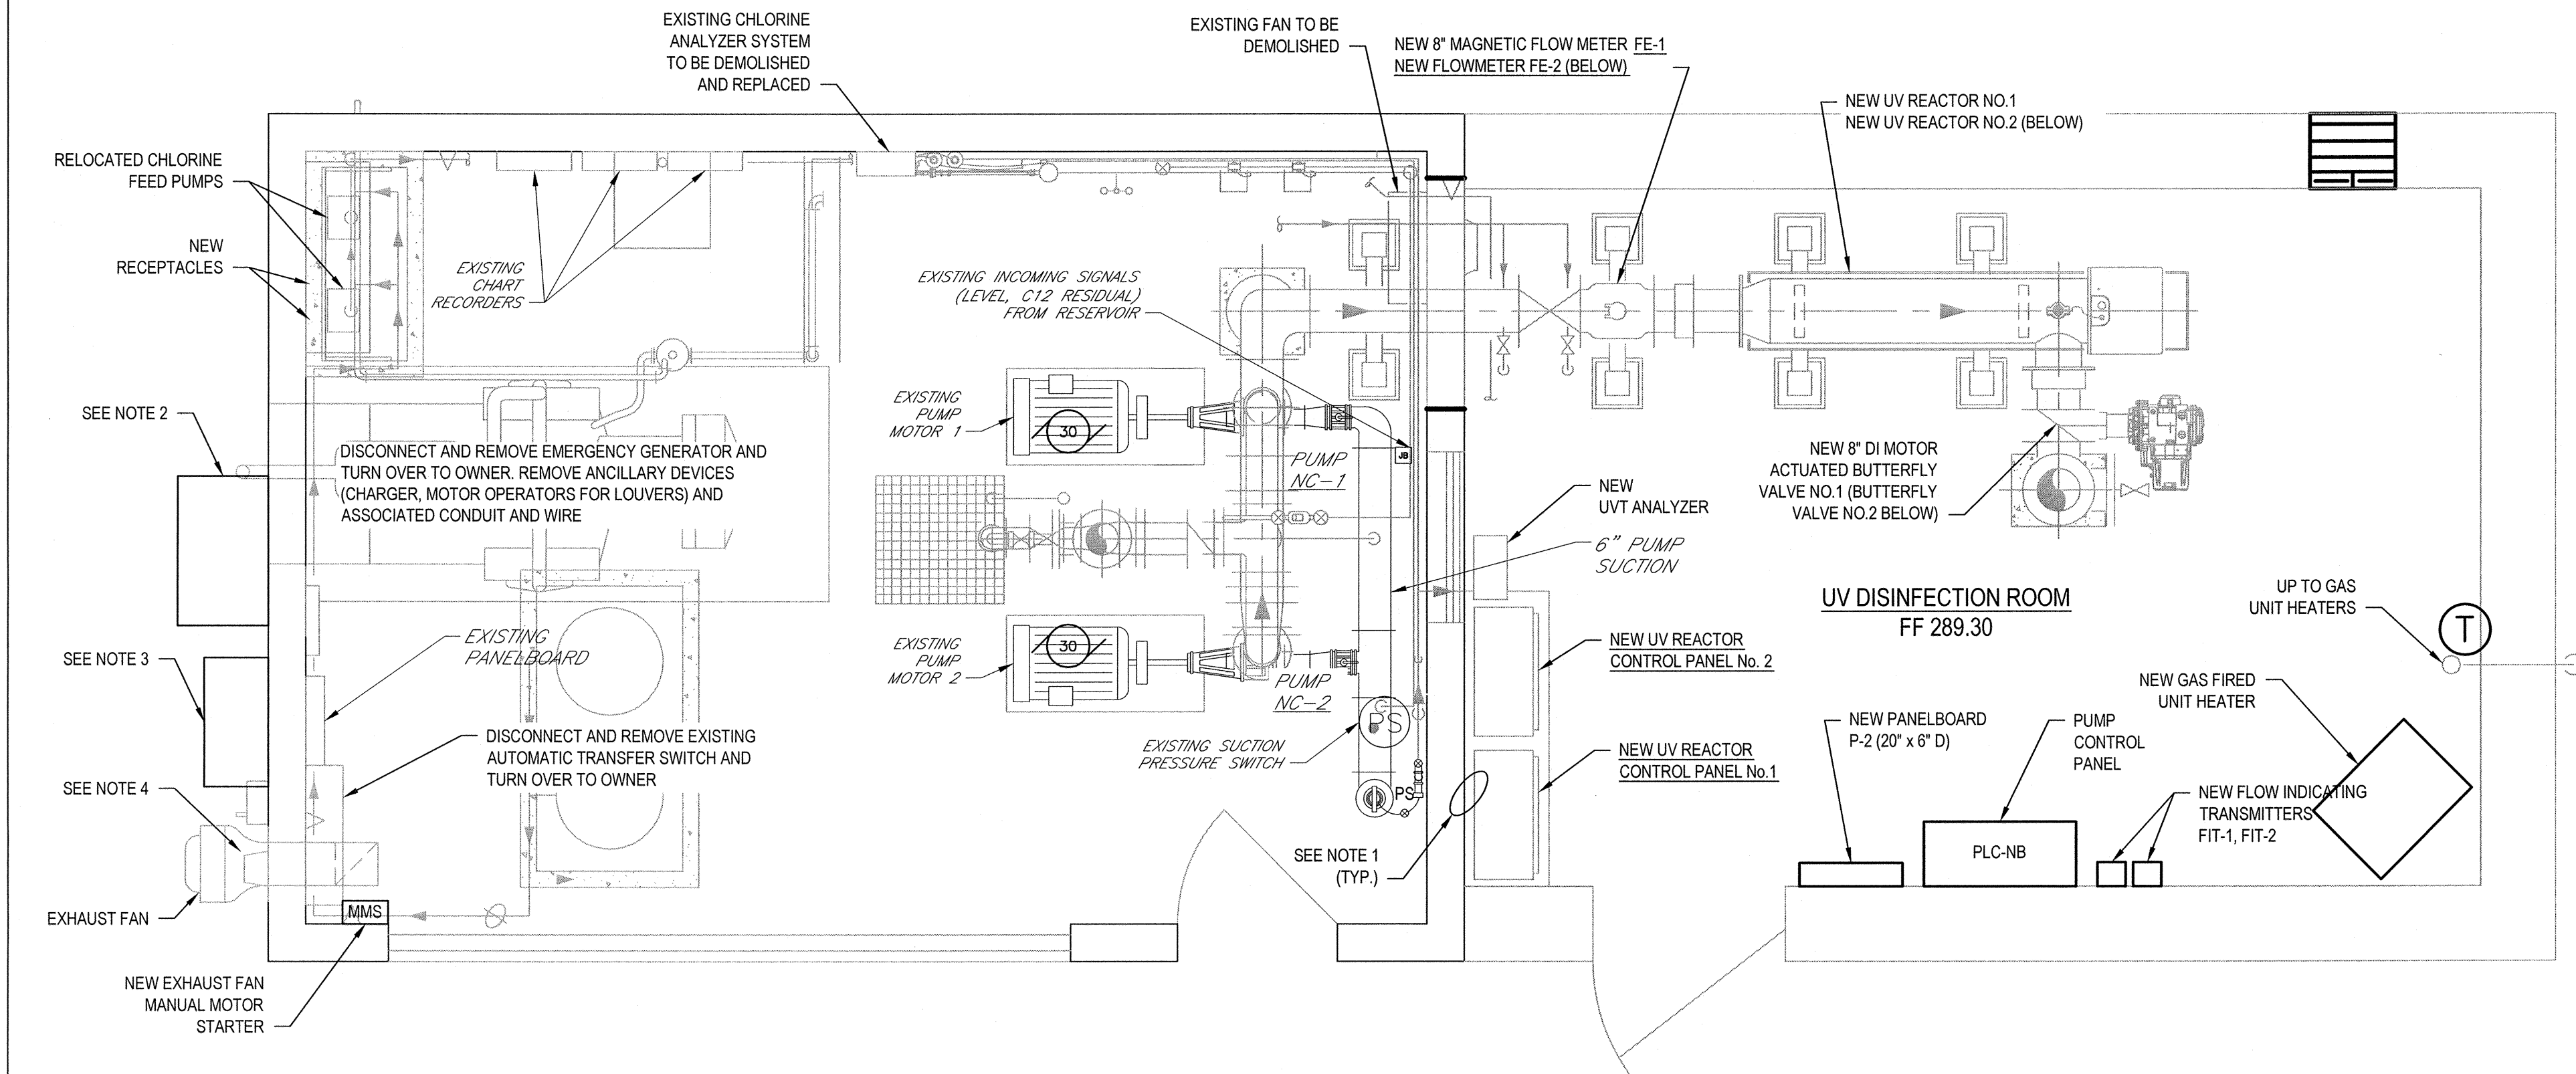 EXISTING CHLORINE
ANALYZER SYSTEM
TO BE DEMOLISHED
AND REPLACED
EXISTING FAN TO BE
DEMOLISHED
NEW 8" MAGNETIC FLOW METER FE-1
NEW FLOWMETER FE-2 (BELOW)
NEW UV REACTOR NO.1
NEW UV REACTOR NO.2 (BELOW)
RELOCATED CHLORINE
FEED PUMPS
NEW
RECEPTACLES
EXISTING
CHART
RECORDERS
EXISTING INCOMING SIGNALS
(LEVEL, C12 RESIDUAL)
FROM RESERVOIR
SEE NOTE 2
DISCONNECT AND REMOVE EMERGENCY GENERATOR AND
TURN OVER TO OWNER. REMOVE ANCILLARY DEVICES
(CHARGER, MOTOR OPERATORS FOR LOUVERS) AND
ASSOCIATED CONDUIT AND WIRE
EXISTING
PUMP
MOTOR 1
30
PUMP
NC-1
JB
NEW 8" DI MOTOR
ACTUATED BUTTERFLY
VALVE NO.1 (BUTTERFLY
VALVE NO.2 BELOW)
NEW
UVT ANALYZER
6" PUMP
SUCTION
UV DISINFECTION ROOM
FF 289.30
UP TO GAS
UNIT HEATERS
T
SEE NOTE 3
EXISTING
PANELBOARD
EXISTING
PUMP
MOTOR 2
30
PUMP
NC-2
NEW UV REACTOR
CONTROL PANEL No. 2
NEW GAS FIRED
UNIT HEATER
PS
EXISTING SUCTION
PRESSURE SWITCH
DISCONNECT AND REMOVE EXISTING
AUTOMATIC TRANSFER SWITCH AND
TURN OVER TO OWNER
NEW UV REACTOR
CONTROL PANEL No.1
NEW PANELBOARD
P-2 (20" x 6" D)
PUMP
CONTROL
PANEL
SEE NOTE 4
PS
NEW FLOW INDICATING
TRANSMITTERS
FIT-1, FIT-2
SEE NOTE 1
(TYP.)
PLC-NB
EXHAUST FAN
MMS
NEW EXHAUST FAN
MANUAL MOTOR
STARTER